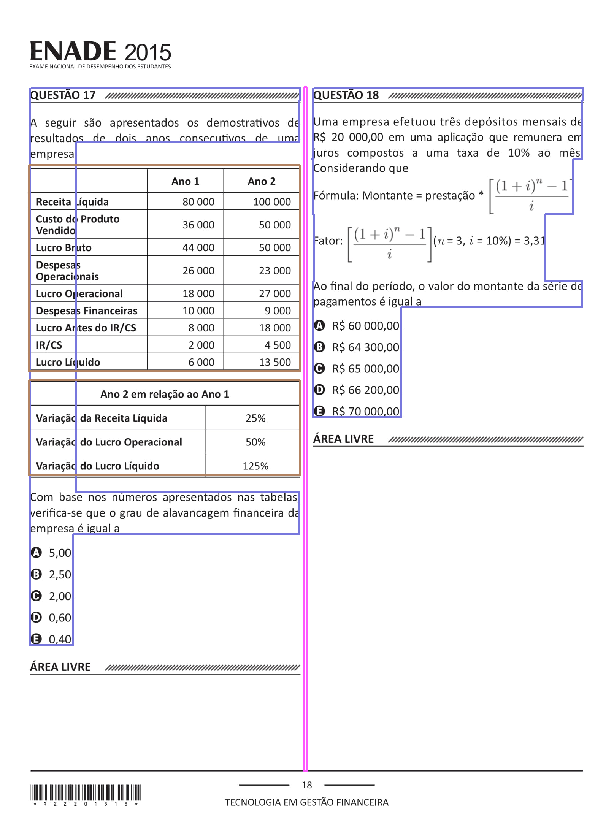 ENADE 2015
EXAME NACIONAL DE DESEMPENHO DOS ESTUDANTES
QUESTÃO 17
A seguir são apresentados os demostrativos de
resultados de dois anos consecutivos de uma
empresa
Ano 1 Ano 2
Receita Líquida 80 000 100 000
Custo do Produto
Vendido 36 000 50 000
Lucro Bruto 44 000 50 000
Despesas
Operacionais 26 000 23 000
Lucro Operacional 18 000 27 000
Despesas Financeiras 10 000 9 000
Lucro Antes do IR/CS 8 000 18 000
IR/CS 2 000 4 500
Lucro Líquido 6 000 13 500
Ano 2 em relação ao Ano 1
Variação da Receita Líquida 25%
Variação do Lucro Operacional 50%
Variação do Lucro Líquido 125%
Com base nos números apresentados nas tabelas,
verifica-se que o grau de alavancagem financeira da
empresa é igual a
A 5,00
B 2,50
C 2,00
D 0,60
E 0,40
ÁREA LIVRE
QUESTÃO 18
Uma empresa efetuou três depósitos mensais de
R$ 20 000,00 em uma aplicação que remunera em
juros compostos a uma taxa de 10% ao mês.
Considerando que
Fórmula: Montante = prestação * [((1 + i)^n − 1) / i]
Fator: [((1 + i)^n − 1) / i] (n = 3, i = 10%) = 3,31
Ao final do período, o valor do montante da série de
pagamentos é igual a
A R$ 60 000,00
B R$ 64 300,00
C R$ 65 000,00
D R$ 66 200,00
E R$ 70 000,00
ÁREA LIVRE
18
TECNOLOGIA EM GESTÃO FINANCEIRA